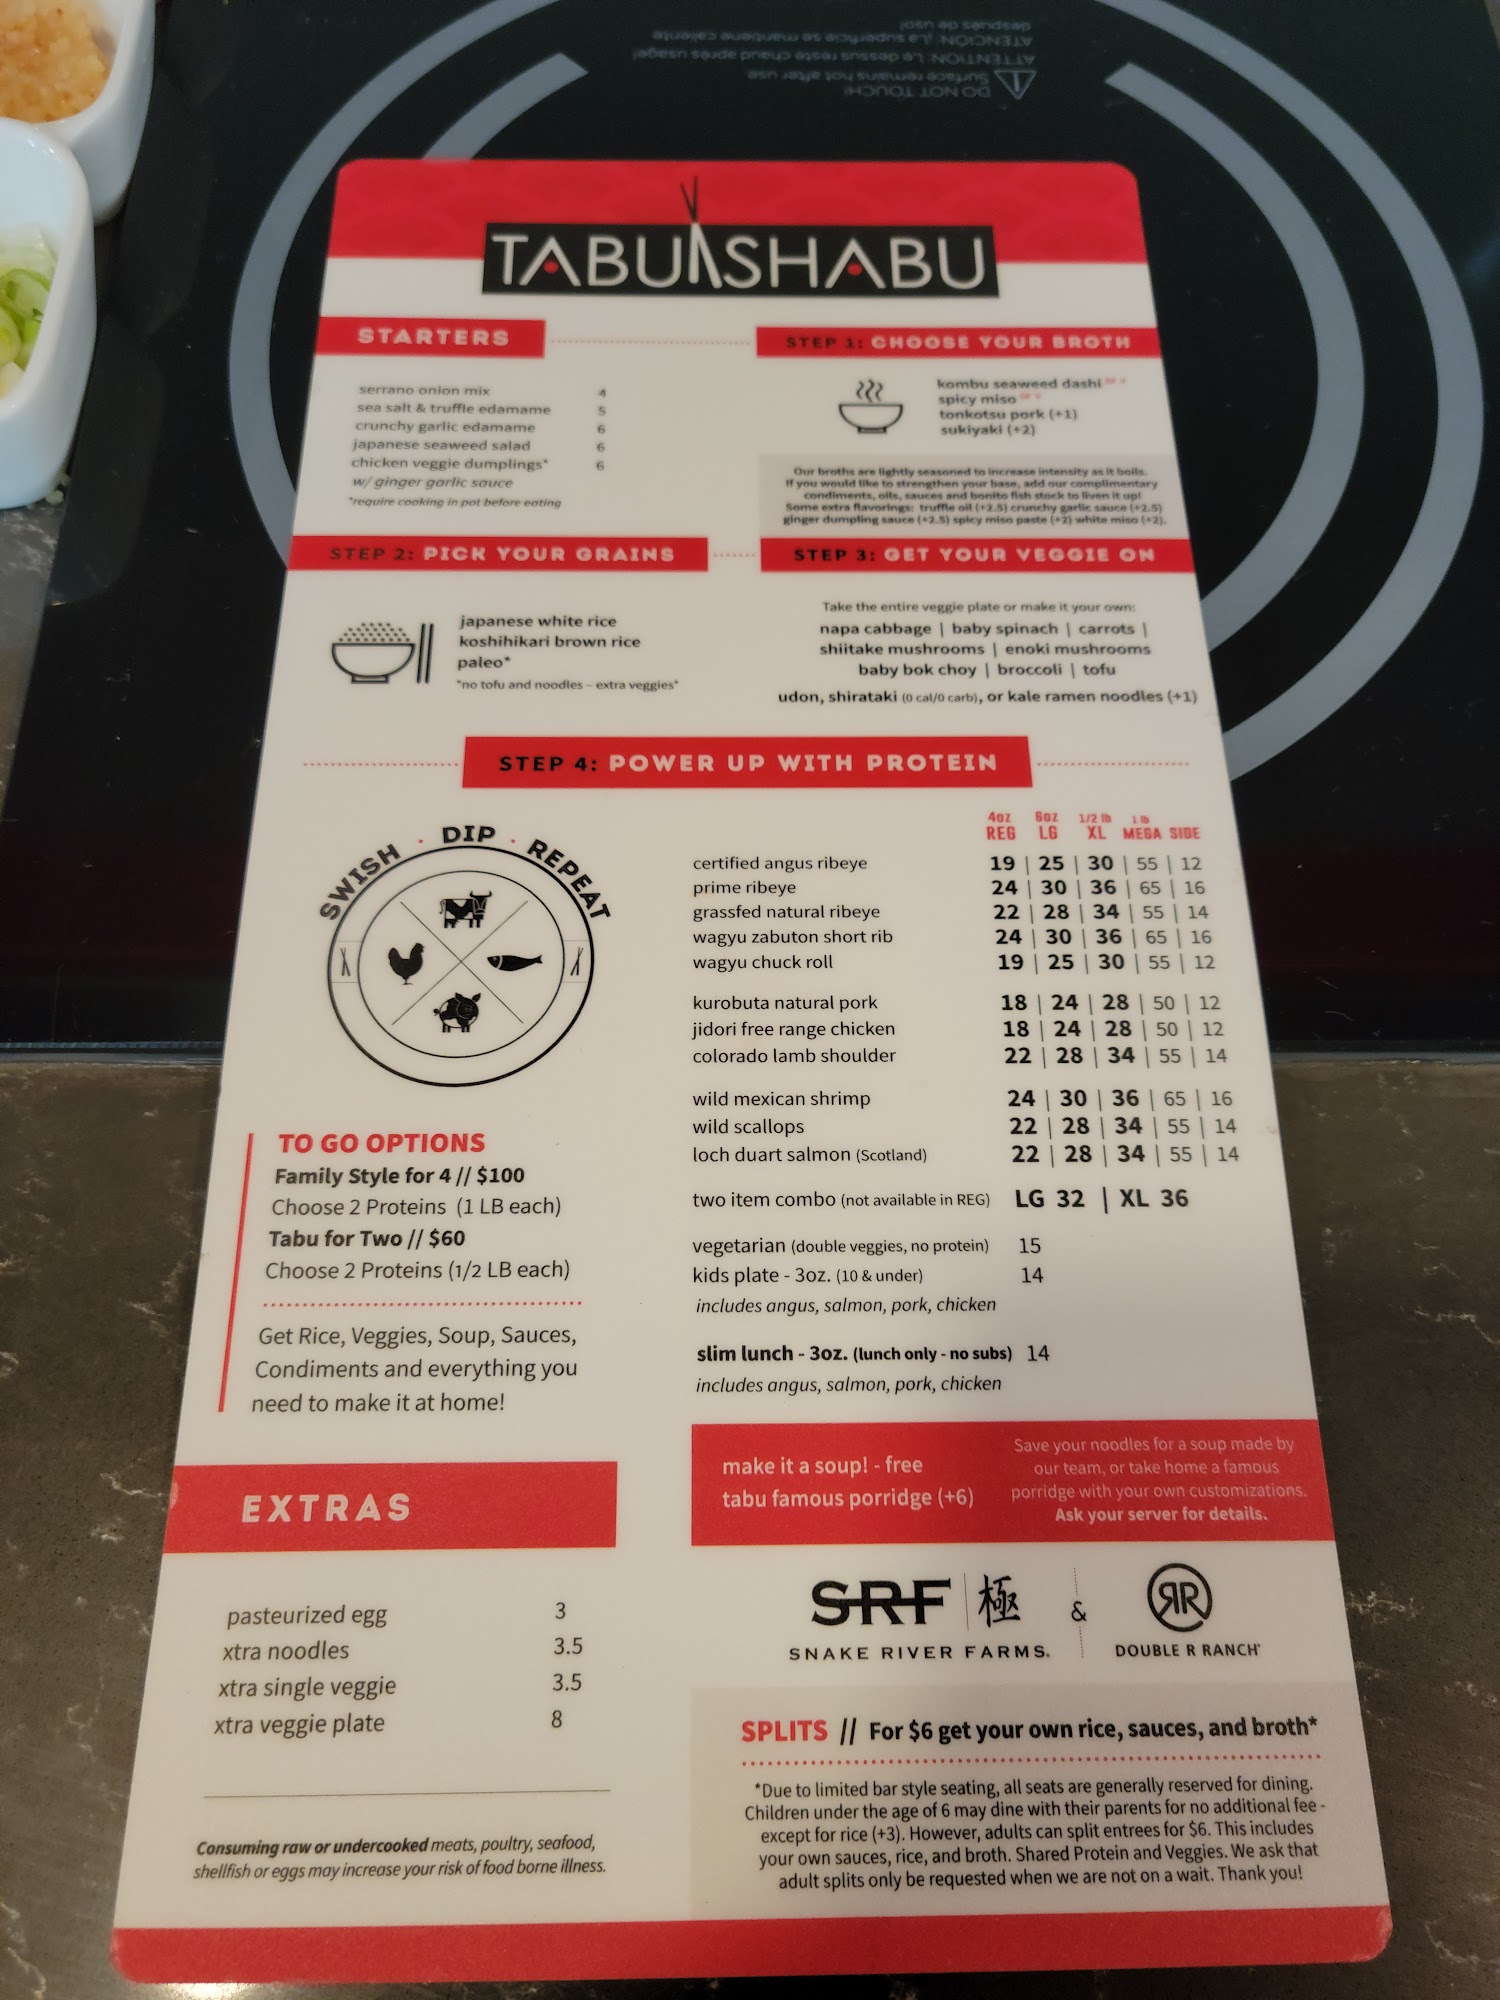 DO NOT TOUCH!
Surface remains hot after use
ATTENTION: Le dessus reste chaud après usage!
ATENCIÓN: ¡La superficie se mantiene caliente
después de uso!
TABU SHABU
STARTERS
serrano onion mix 4
sea salt & truffle edamame 5
crunchy garlic edamame 6
japanese seaweed salad 6
chicken veggie dumplings* 6
w/ ginger garlic sauce
*require cooking in pot before eating
STEP 1: CHOOSE YOUR BROTH
kombu seaweed dashi
spicy miso
tonkotsu pork (+1)
sukiyaki (+2)
Our broths are lightly seasoned to increase intensity as it boils.
If you would like to strengthen your base, add our complimentary
condiments, oils, sauces and bonito fish stock to liven it up!
Some extra flavorings: truffle oil (+2.5) crunchy garlic sauce (+2.5)
ginger dumpling sauce (+2.5) spicy miso paste (+2) white miso (+2).
STEP 2: PICK YOUR GRAINS
japanese white rice
koshihikari brown rice
paleo*
*no tofu and noodles – extra veggies*
STEP 3: GET YOUR VEGGIE ON
Take the entire veggie plate or make it your own:
napa cabbage | baby spinach | carrots |
shiitake mushrooms | enoki mushrooms
baby bok choy | broccoli | tofu
udon, shirataki (0 cal/0 carb), or kale ramen noodles (+1)
STEP 4: POWER UP WITH PROTEIN
SWISH · DIP · REPEAT
4oz 6oz 1/2 lb 1 lb
REG LG XL MEGA SIDE
certified angus ribeye 19 | 25 | 30 | 55 | 12
prime ribeye 24 | 30 | 36 | 65 | 16
grassfed natural ribeye 22 | 28 | 34 | 55 | 14
wagyu zabuton short rib 24 | 30 | 36 | 65 | 16
wagyu chuck roll 19 | 25 | 30 | 55 | 12
kurobuta natural pork 18 | 24 | 28 | 50 | 12
jidori free range chicken 18 | 24 | 28 | 50 | 12
colorado lamb shoulder 22 | 28 | 34 | 55 | 14
wild mexican shrimp 24 | 30 | 36 | 65 | 16
wild scallops 22 | 28 | 34 | 55 | 14
loch duart salmon (Scotland) 22 | 28 | 34 | 55 | 14
two item combo (not available in REG) LG 32 | XL 36
vegetarian (double veggies, no protein) 15
kids plate - 3oz. (10 & under) 14
includes angus, salmon, pork, chicken
slim lunch - 3oz. (lunch only - no subs) 14
includes angus, salmon, pork, chicken
TO GO OPTIONS
Family Style for 4 // $100
Choose 2 Proteins (1 LB each)
Tabu for Two // $60
Choose 2 Proteins (1/2 LB each)
Get Rice, Veggies, Soup, Sauces,
Condiments and everything you
need to make it at home!
make it a soup! - free
tabu famous porridge (+6)
Save your noodles for a soup made by
our team, or take home a famous
porridge with your own customizations.
Ask your server for details.
EXTRAS
pasteurized egg 3
xtra noodles 3.5
xtra single veggie 3.5
xtra veggie plate 8
Consuming raw or undercooked meats, poultry, seafood,
shellfish or eggs may increase your risk of food borne illness.
SRF 極 & RR
SNAKE RIVER FARMS. DOUBLE R RANCH
SPLITS // For $6 get your own rice, sauces, and broth*
*Due to limited bar style seating, all seats are generally reserved for dining.
Children under the age of 6 may dine with their parents for no additional fee -
except for rice (+3). However, adults can split entrees for $6. This includes
your own sauces, rice, and broth. Shared Protein and Veggies. We ask that
adult splits only be requested when we are not on a wait. Thank you!